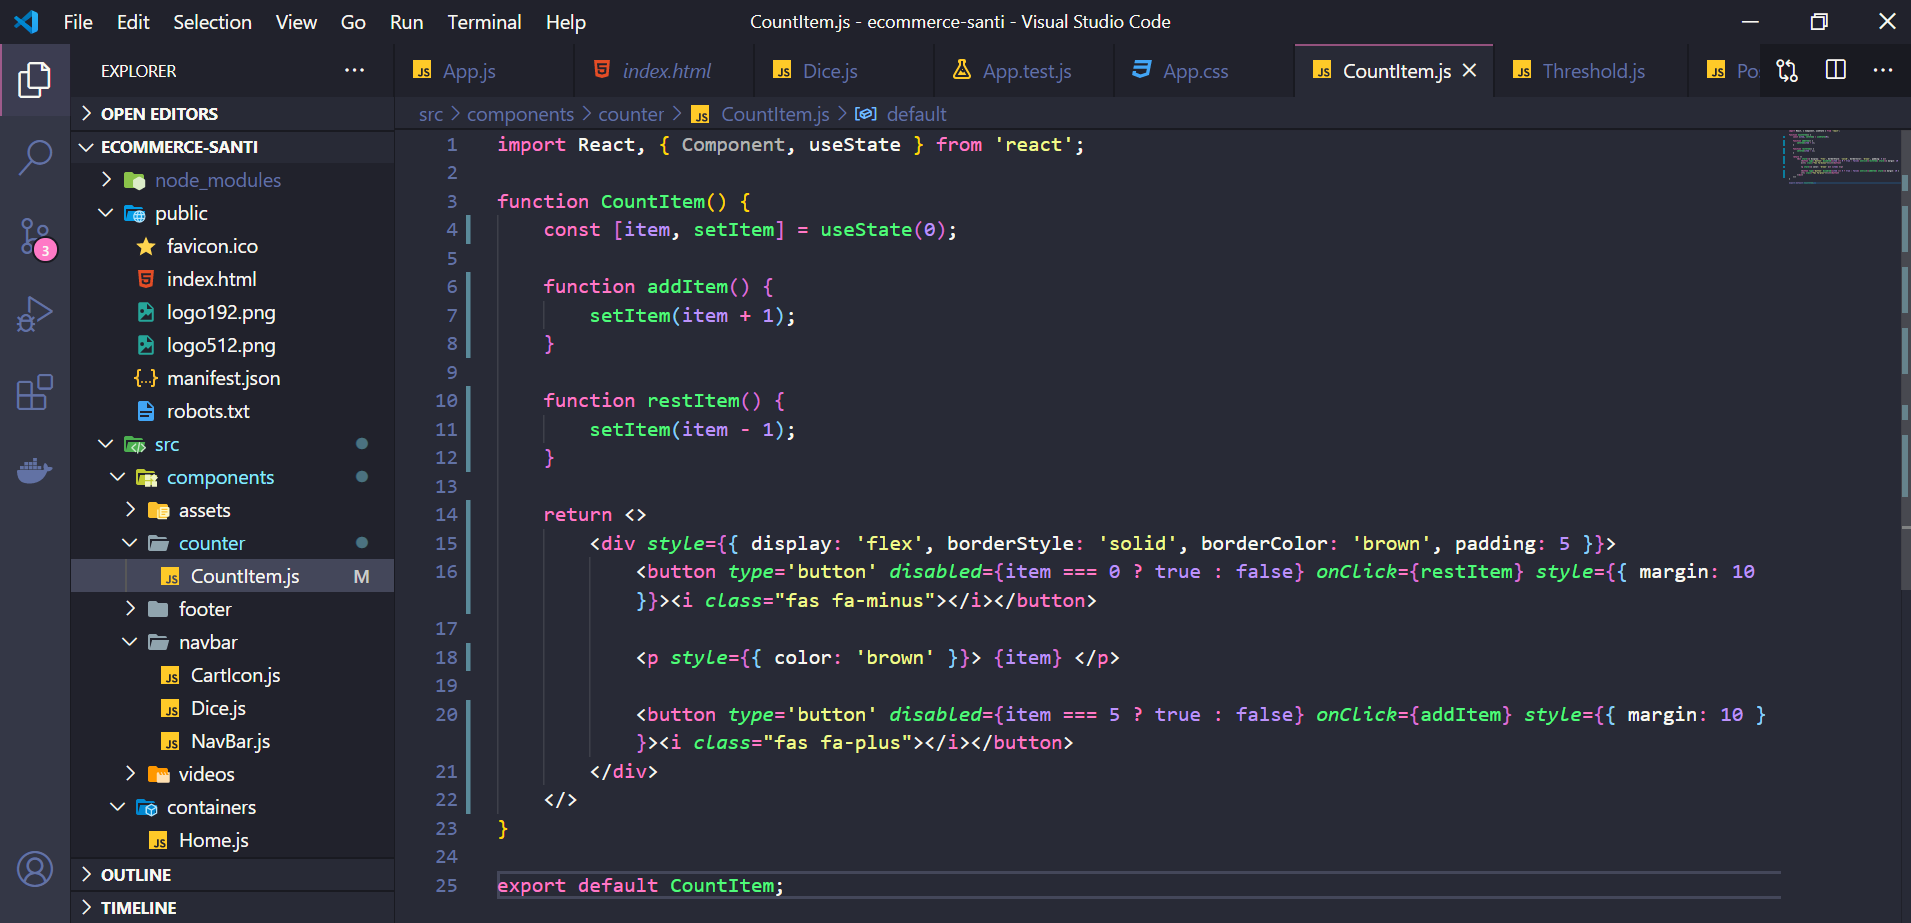 File Edit Selection View Go Run Terminal Help
CountItem.js - ecommerce-santi - Visual Studio Code
EXPLORER
OPEN EDITORS
ECOMMERCE-SANTI
node_modules
public
favicon.ico
index.html
logo192.png
logo512.png
manifest.json
robots.txt
src
components
assets
counter
CountItem.js M
footer
navbar
CartIcon.js
Dice.js
NavBar.js
videos
containers
Home.js
OUTLINE
TIMELINE
3
App.js index.html Dice.js App.test.js App.css CountItem.js Threshold.js Po
src > components > counter > CountItem.js > default
1 import React, { Component, useState } from 'react';
2
3 function CountItem() {
4 const [item, setItem] = useState(0);
5
6 function addItem() {
7 setItem(item + 1);
8 }
9
10 function restItem() {
11 setItem(item - 1);
12 }
13
14 return <>
15 <div style={{ display: 'flex', borderStyle: 'solid', borderColor: 'brown', padding: 5 }}>
16 <button type='button' disabled={item === 0 ? true : false} onClick={restItem} style={{ margin: 10
}}><i class="fas fa-minus"></i></button>
17
18 <p style={{ color: 'brown' }}> {item} </p>
19
20 <button type='button' disabled={item === 5 ? true : false} onClick={addItem} style={{ margin: 10 }
}><i class="fas fa-plus"></i></button>
21 </div>
22 </>
23 }
24
25 export default CountItem;